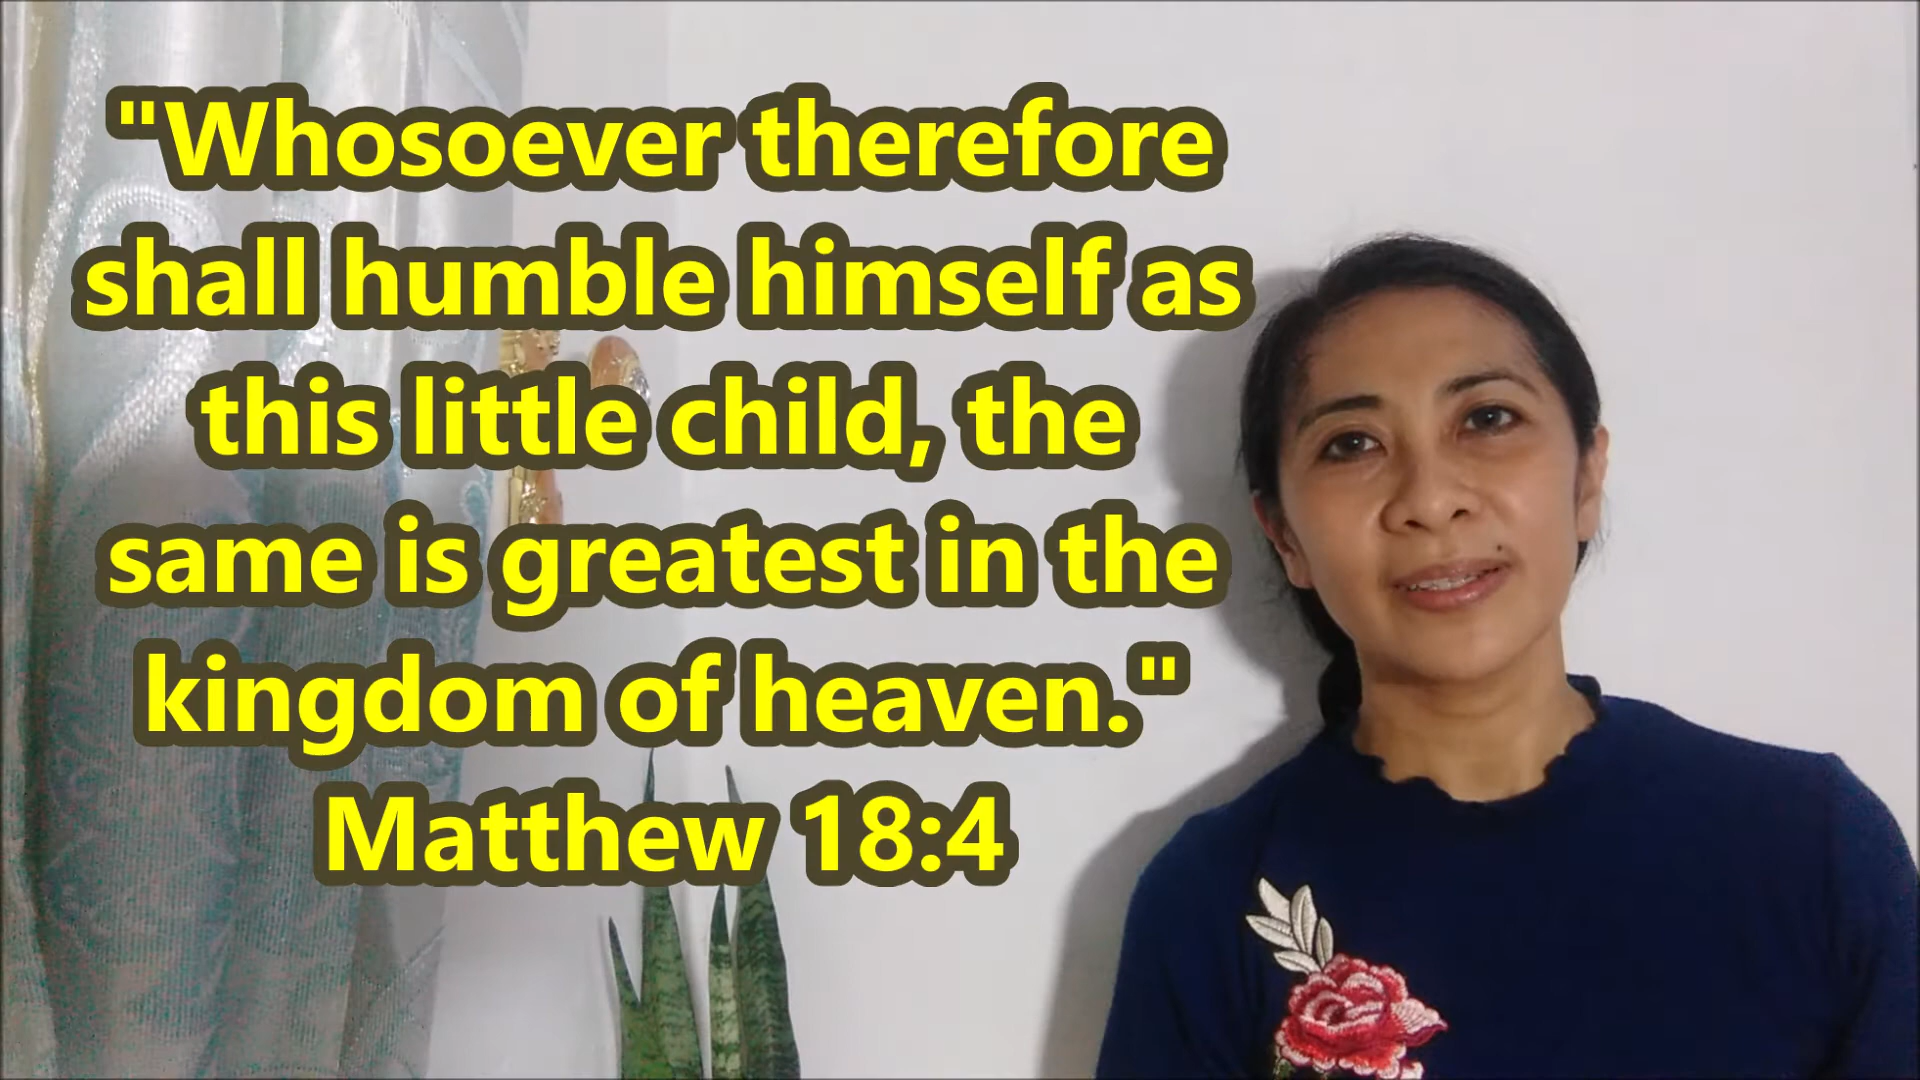 "Whosoever therefore
shall humble himself as
this little child, the
same is greatest in the
kingdom of heaven."
Matthew 18:4